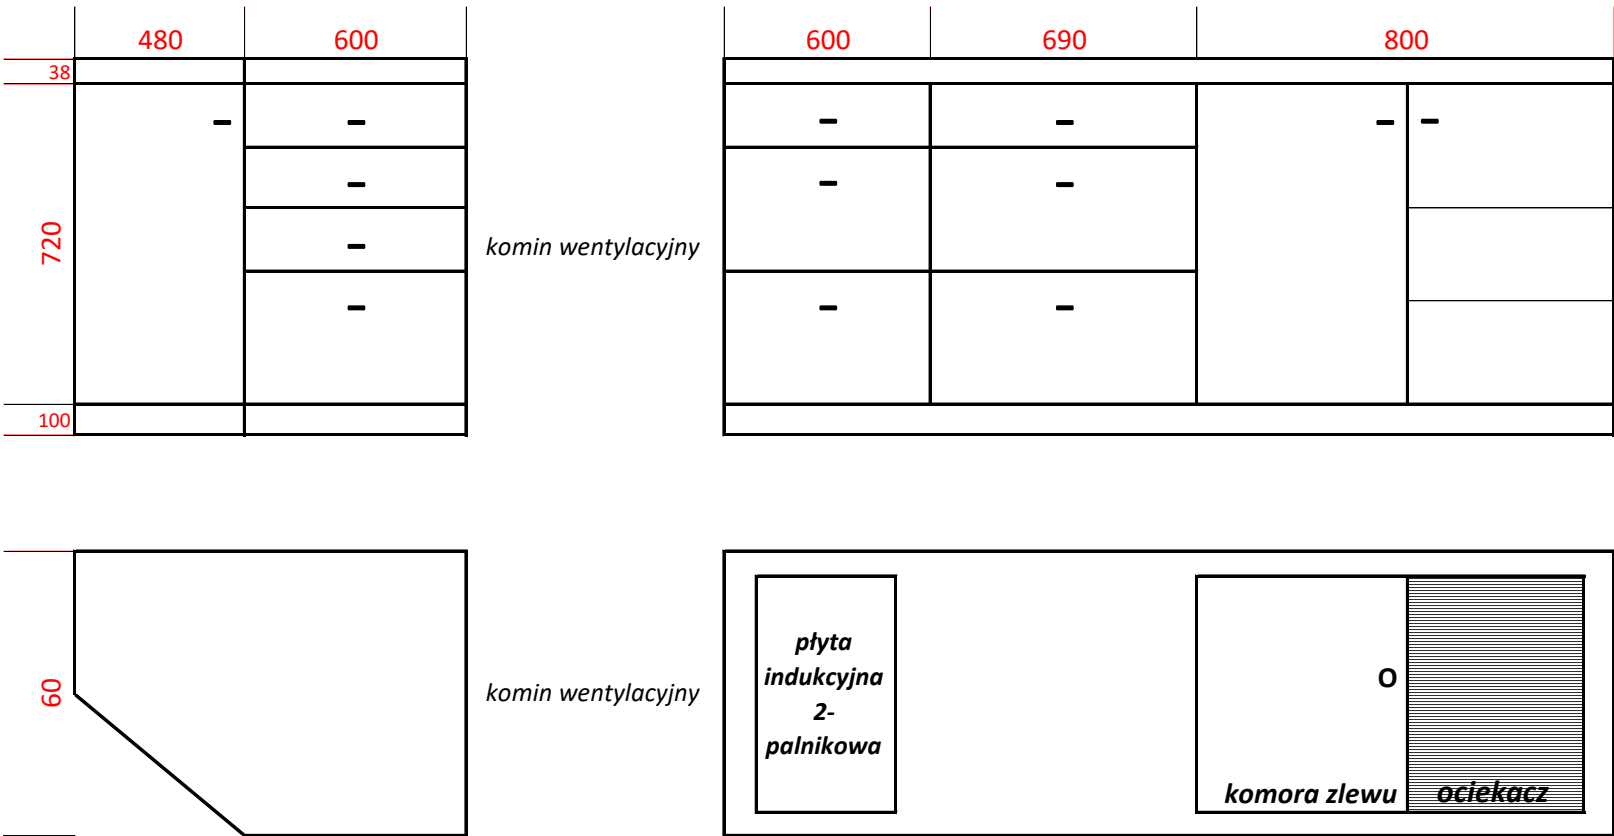 480 600 600 690 800
38
720
komin wentylacyjny
100
60
komin wentylacyjny
płyta
indukcyjna
2-
palnikowa
O
komora zlewu
ociekacz